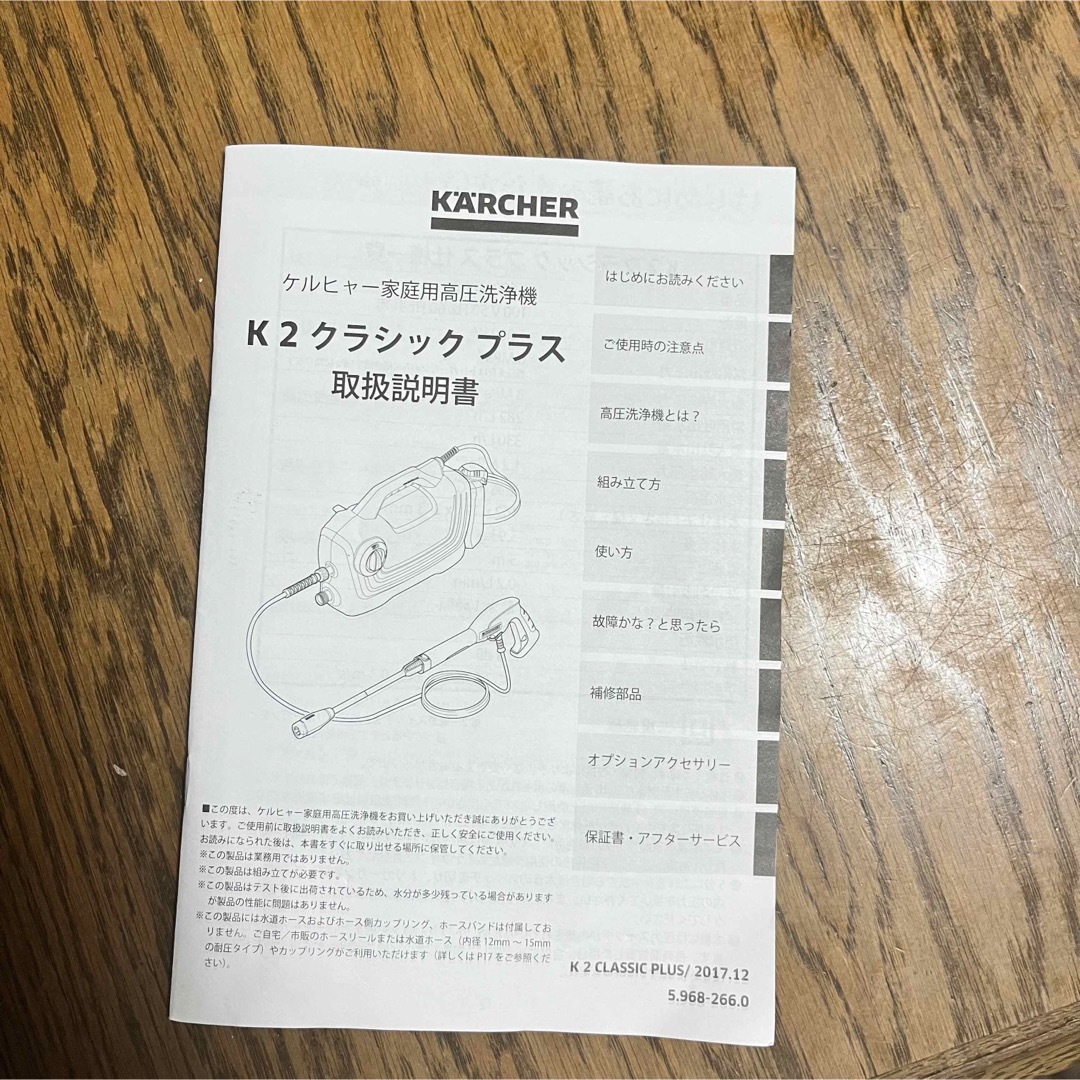 KÄRCHER
ケルヒャー家庭用高圧洗浄機
K 2 クラシック プラス
取扱説明書
はじめにお読みください
ご使用時の注意点
高圧洗浄機とは？
組み立て方
使い方
故障かな？と思ったら
補修部品
オプションアクセサリー
保証書・アフターサービス
■この度は、ケルヒャー家庭用高圧洗浄機をお買い上げいただき誠にありがとうござ
います。ご使用前に取扱説明書をよくお読みいただき、正しく安全にご使用ください。
お読みになられた後は、本書をすぐに取り出せる場所に保管してください。
※この製品は業務用ではありません。
※この製品は組み立てが必要です。
※この製品はテスト後に出荷されているため、水分が多少残っている場合があります
が製品の性能に問題はありません。
※この製品には水道ホースおよびホース側カップリング、ホースバンドは付属してお
りません。ご自宅／市販のホースリールまたは水道ホース（内径 12mm 〜 15mm
の耐圧タイプ）やカップリングがご利用いただけます（詳しくは P17 をご参照くだ
さい）。
K 2 CLASSIC PLUS/ 2017.12
5.968-266.0